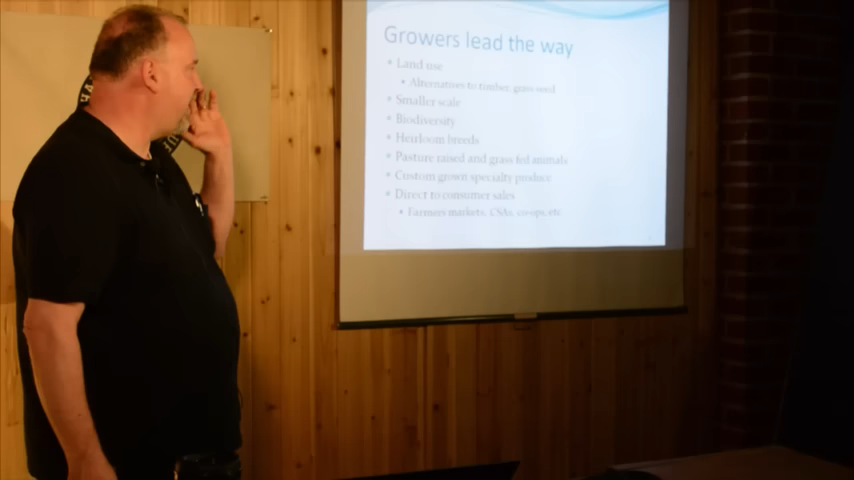 Growers lead the way
• Land use
• Alternatives to timber, grass seed
• Smaller scale
• Biodiversity
• Heirloom breeds
• Pasture raised and grass fed animals
• Custom grown specialty produce
• Direct to consumer sales
• Farmers markets, CSAs, co-ops, etc.